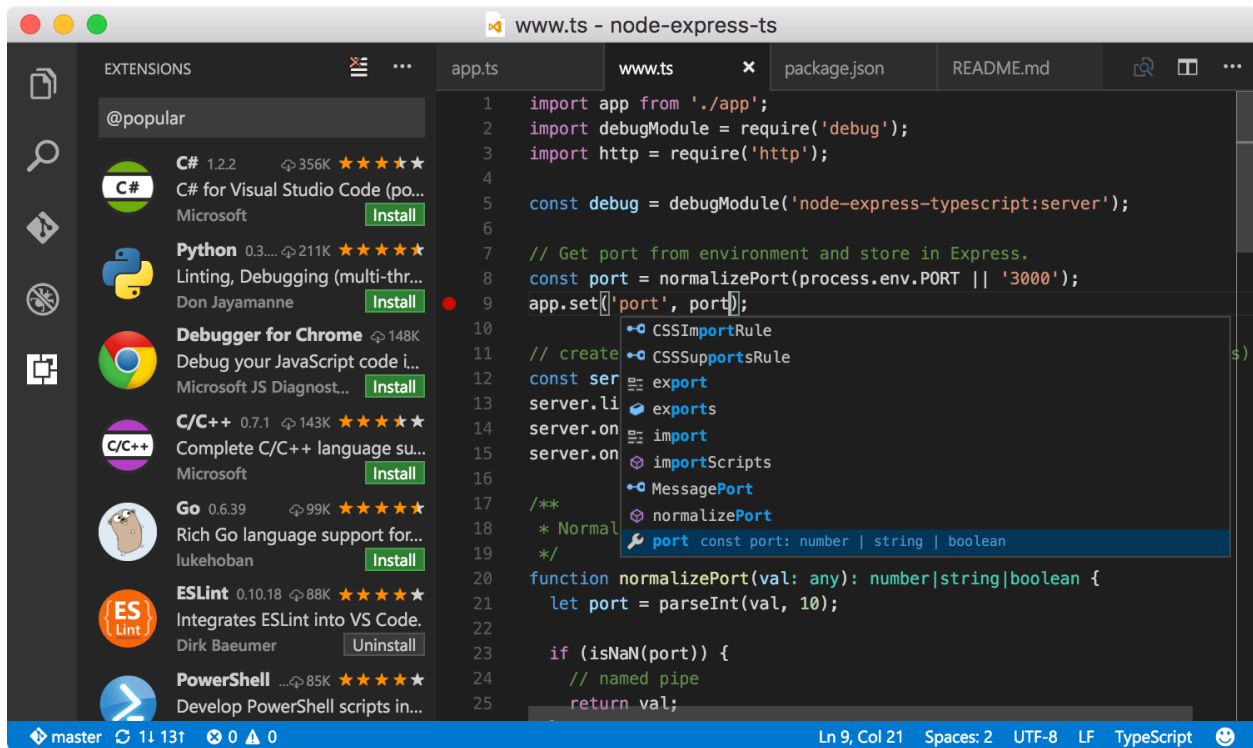 www.ts - node-express-ts
EXTENSIONS
@popular
C# 1.2.2 356K
C# for Visual Studio Code (po...
Microsoft Install
C#
Python 0.3.... 211K
Linting, Debugging (multi-thr...
Don Jayamanne Install
Debugger for Chrome 148K
Debug your JavaScript code i...
Microsoft JS Diagnost... Install
C/C++ 0.7.1 143K
C/C++
Complete C/C++ language su...
Microsoft Install
Go 0.6.39 99K
Rich Go language support for...
lukehoban Install
ESLint 0.10.18 88K
ES
Lint
Integrates ESLint into VS Code.
Dirk Baeumer Uninstall
PowerShell ... 85K
Develop PowerShell scripts in...
app.ts www.ts package.json README.md
1 import app from './app';
2 import debugModule = require('debug');
3 import http = require('http');
4
5 const debug = debugModule('node-express-typescript:server');
6
7 // Get port from environment and store in Express.
8 const port = normalizePort(process.env.PORT || '3000');
9 app.set('port', port);
10
11 // create s)
12 const ser
13 server.li
14 server.on
15 server.on
16
17 /**
18 * Normal
19 */
20 function normalizePort(val: any): number|string|boolean {
21 let port = parseInt(val, 10);
22
23 if (isNaN(port)) {
24 // named pipe
25 return val;
CSSImportRule
CSSSupportsRule
export
exports
import
importScripts
MessagePort
normalizePort
port const port: number | string | boolean
master 1↓ 13↑ 0 0 Ln 9, Col 21 Spaces: 2 UTF-8 LF TypeScript